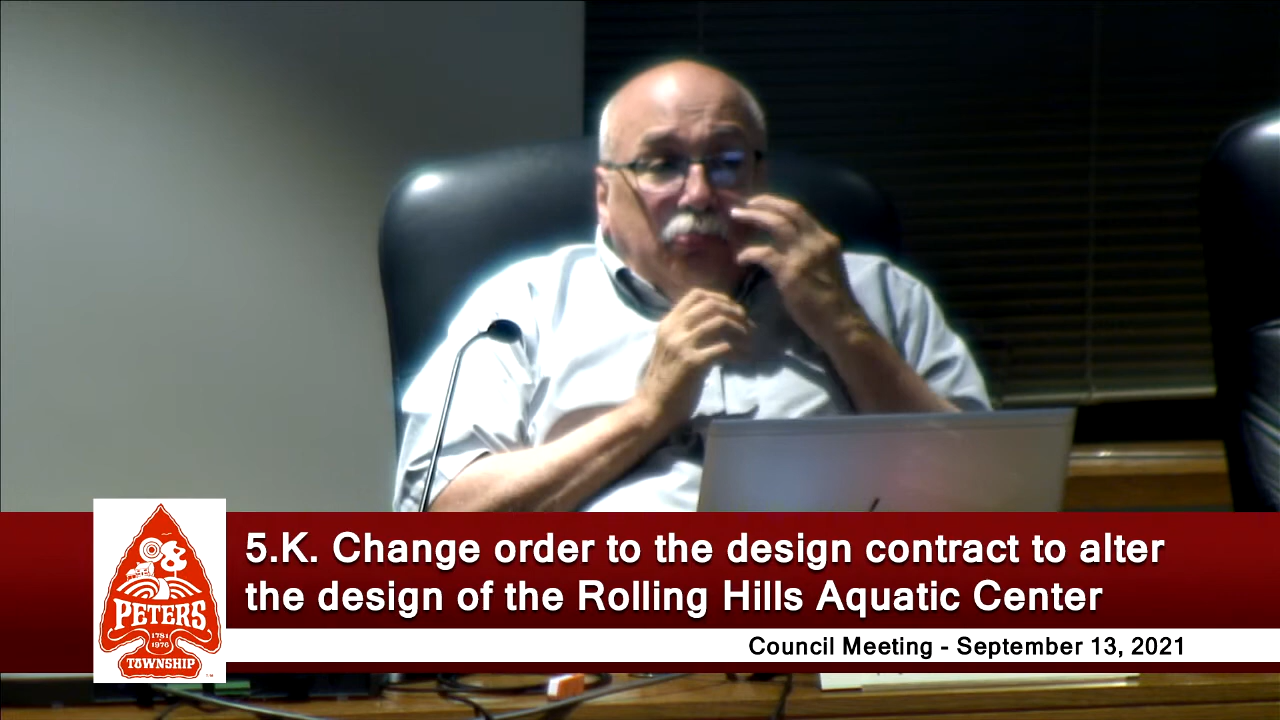 5.K. Change order to the design contract to alter
the design of the Rolling Hills Aquatic Center
Council Meeting - September 13, 2021
PETERS
1781
1976
TOWNSHIP